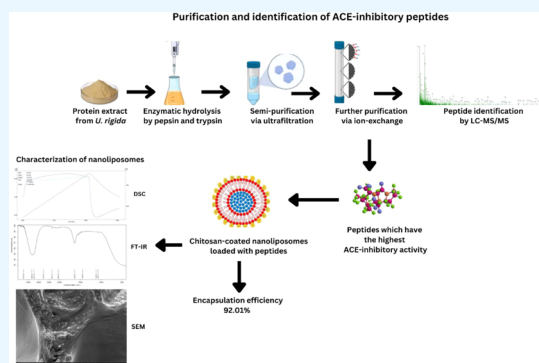 Purification and identification of ACE-inhibitory peptides
Protein extract
from U. rigida
Enzymatic hydrolysis
by pepsin and trypsin
Semi-purification
via ultrafiltration
Further purification
via ion-exchange
Peptide identification
by LC-MS/MS
Characterization of nanoliposomes
DSC
FT-IR
SEM
Chitosan-coated nanoliposomes
loaded with peptides
Peptides which have
the highest
ACE-inhibitory activity
Encapsulation efficiency
92.01%